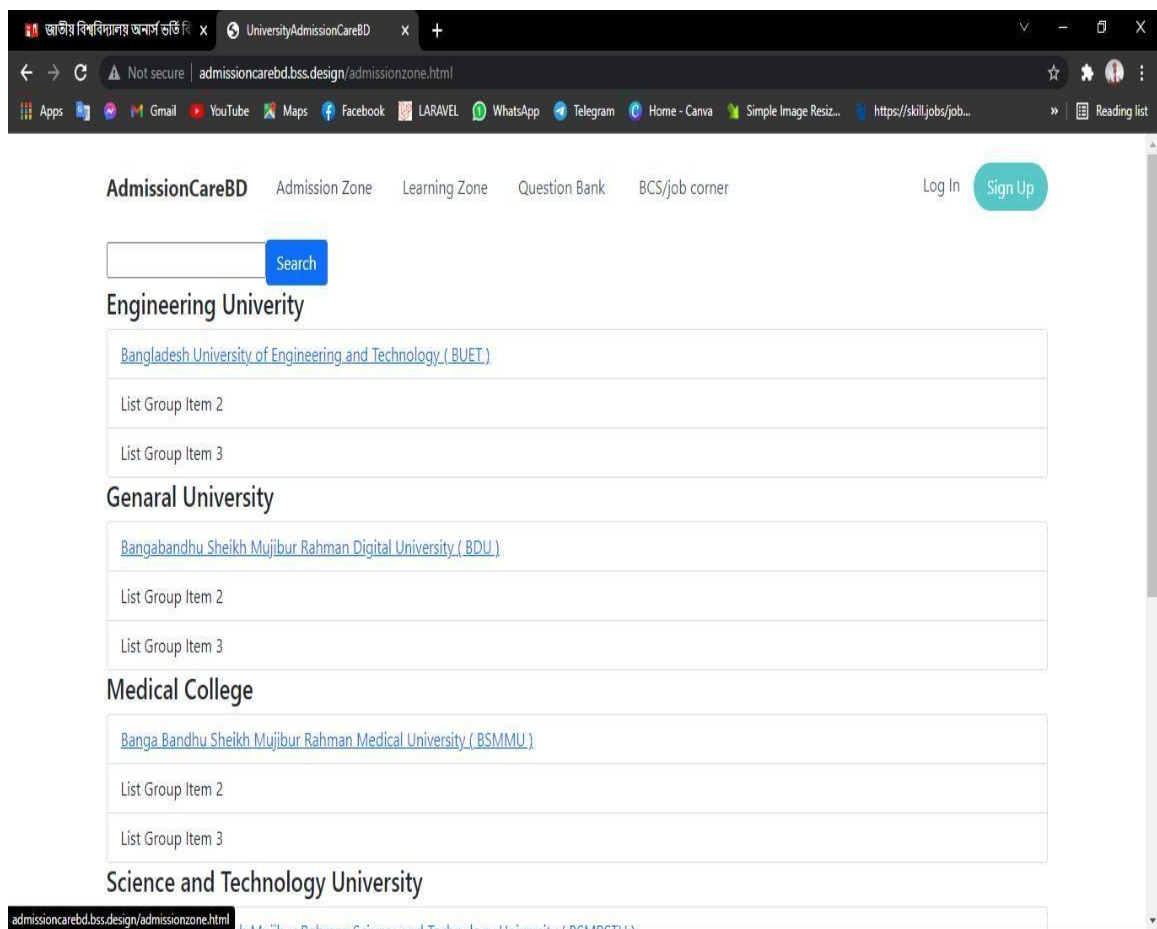 জাতীয় বিশ্ববিদ্যালয় অনার্স ভর্তি বি
UniversityAdmissionCareBD
Not secure admissioncarebd.bss.design/admissionzone.html
Apps Gmail YouTube Maps Facebook LARAVEL WhatsApp Telegram Home - Canva Simple Image Resiz... https://skill.jobs/job... » Reading list
AdmissionCareBD Admission Zone Learning Zone Question Bank BCS/job corner Log In Sign Up
Search
Engineering Univerity
Bangladesh University of Engineering and Technology ( BUET )
List Group Item 2
List Group Item 3
Genaral University
Bangabandhu Sheikh Mujibur Rahman Digital University ( BDU )
List Group Item 2
List Group Item 3
Medical College
Banga Bandhu Sheikh Mujibur Rahman Medical University ( BSMMU )
List Group Item 2
List Group Item 3
Science and Technology University
admissioncarebd.bss.design/admissionzone.html